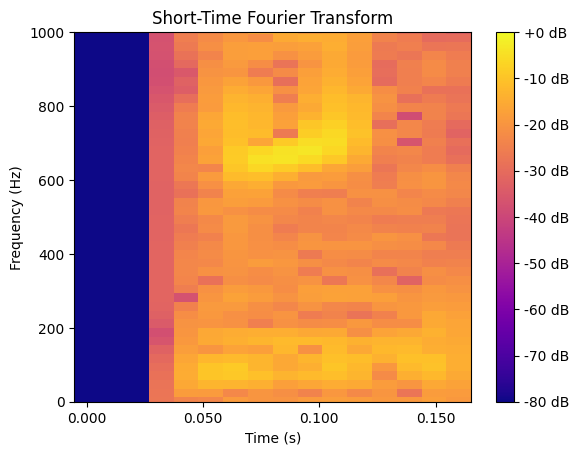 Short-Time Fourier Transform
Frequency (Hz)
1000
800
600
400
200
0
0.000
0.050
0.100
0.150
Time (s)
+0 dB
-10 dB
-20 dB
-30 dB
-40 dB
-50 dB
-60 dB
-70 dB
-80 dB